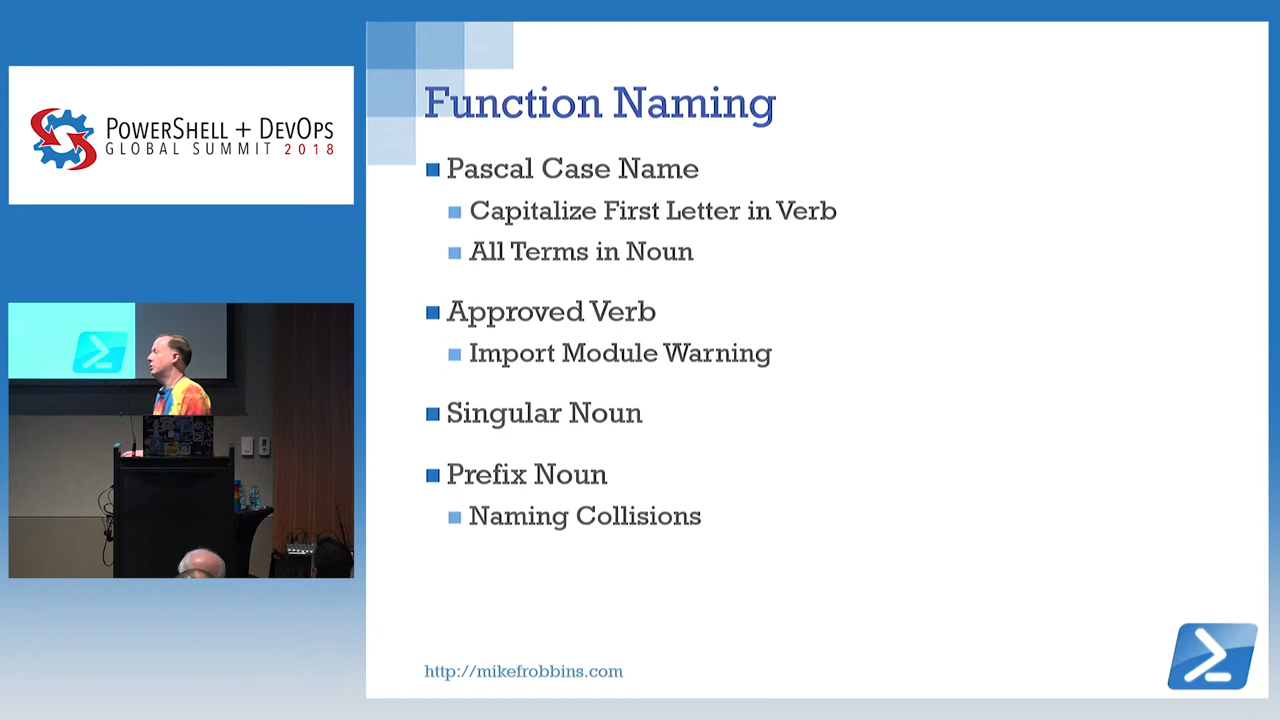 POWERSHELL + DEVOPS
GLOBAL SUMMIT 2018
Function Naming
Pascal Case Name
Capitalize First Letter in Verb
All Terms in Noun
Approved Verb
Import Module Warning
Singular Noun
Prefix Noun
Naming Collisions
http://mikefrobbins.com